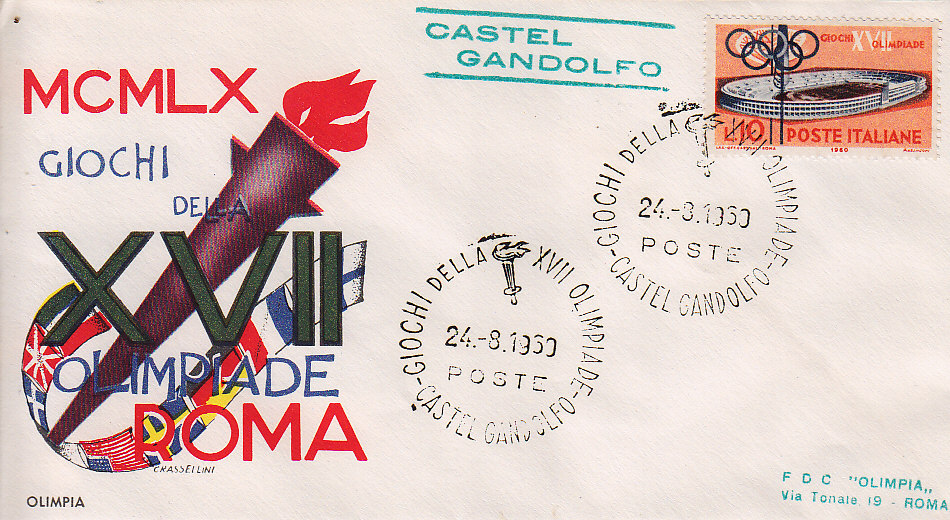 CASTEL
GANDOLFO
GIOCHI XVII OLIMPIADE
L.10 POSTE ITALIANE
1960
MCMLX
GIOCHI
DELLA
XVII
OLIMPIADE
ROMA
CRASSELLINI
OLIMPIA
GIOCHI DELLA XVII OLIMPIADE-CASTEL GANDOLFO-
24.-8.1960
POSTE
GIOCHI DELLA XVII OLIMPIADE-CASTEL GANDOLFO-
24.-8.1960
POSTE
F D C "OLIMPIA,,
Via Tonale 19 - ROMA